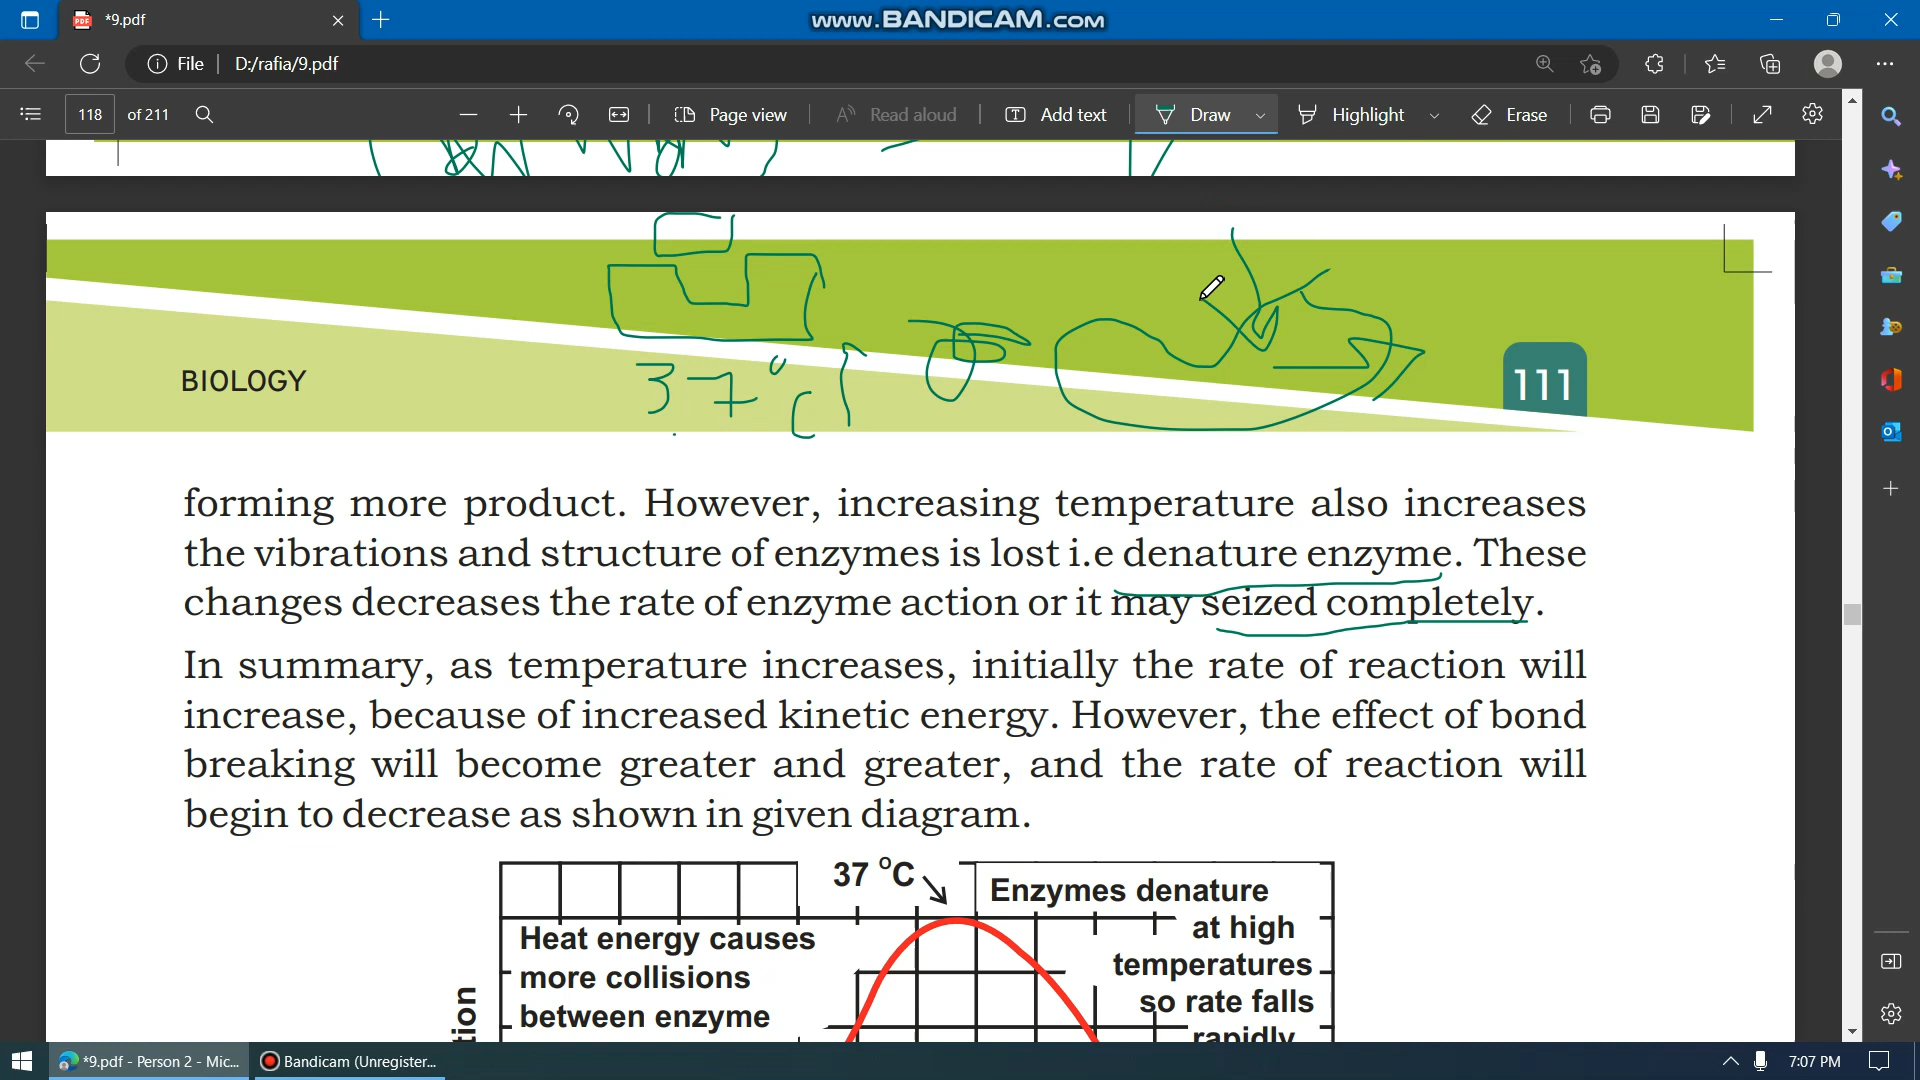 *9.pdf
www.BANDICAM.com
File
D:/rafia/9.pdf
118 of 211
Page view
Read aloud
Add text
Draw
Highlight
Erase
37°C
BIOLOGY
111
forming more product. However, increasing temperature also increases
the vibrations and structure of enzymes is lost i.e denature enzyme. These
changes decreases the rate of enzyme action or it may seized completely.
In summary, as temperature increases, initially the rate of reaction will
increase, because of increased kinetic energy. However, the effect of bond
breaking will become greater and greater, and the rate of reaction will
begin to decrease as shown in given diagram.
37 °C
Enzymes denature
at high
temperatures
so rate falls
rapidly
Heat energy causes
more collisions
between enzyme
tion
*9.pdf - Person 2 - Mic...
Bandicam (Unregister...
7:07 PM